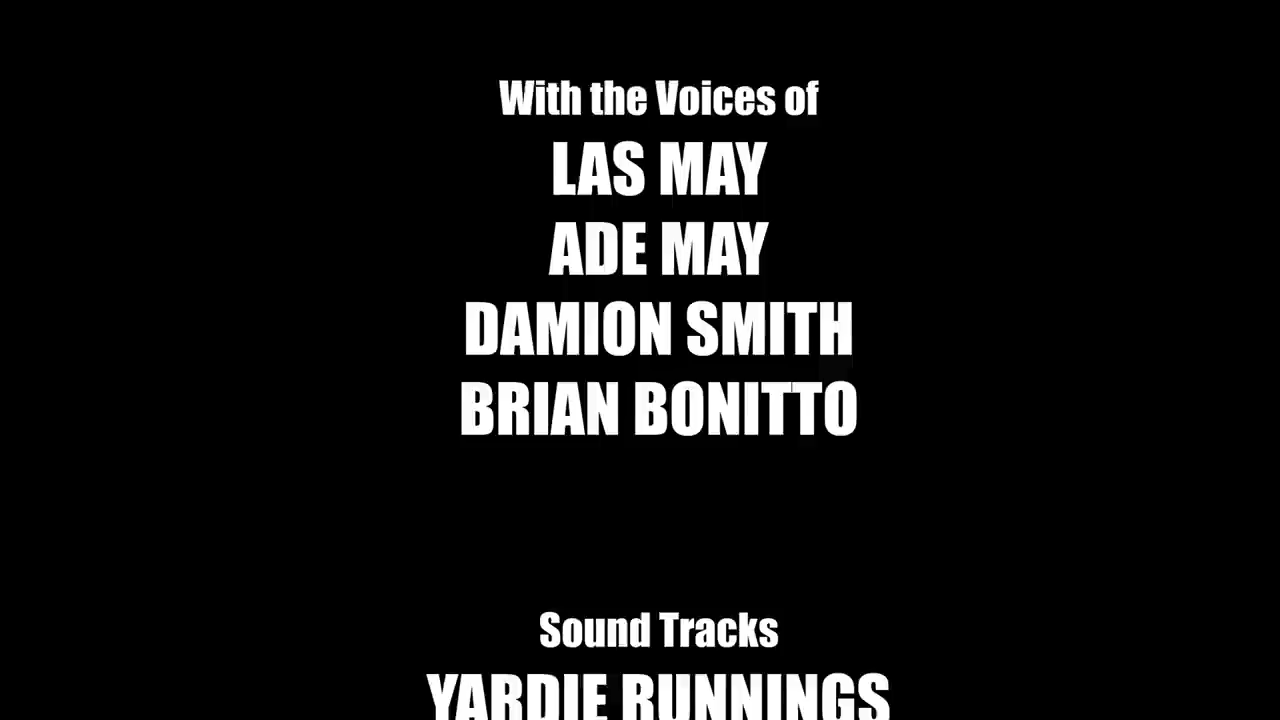 With the Voices of
LAS MAY
ADE MAY
DAMION SMITH
BRIAN BONITTO
Sound Tracks
YARDIE RUNNINGS